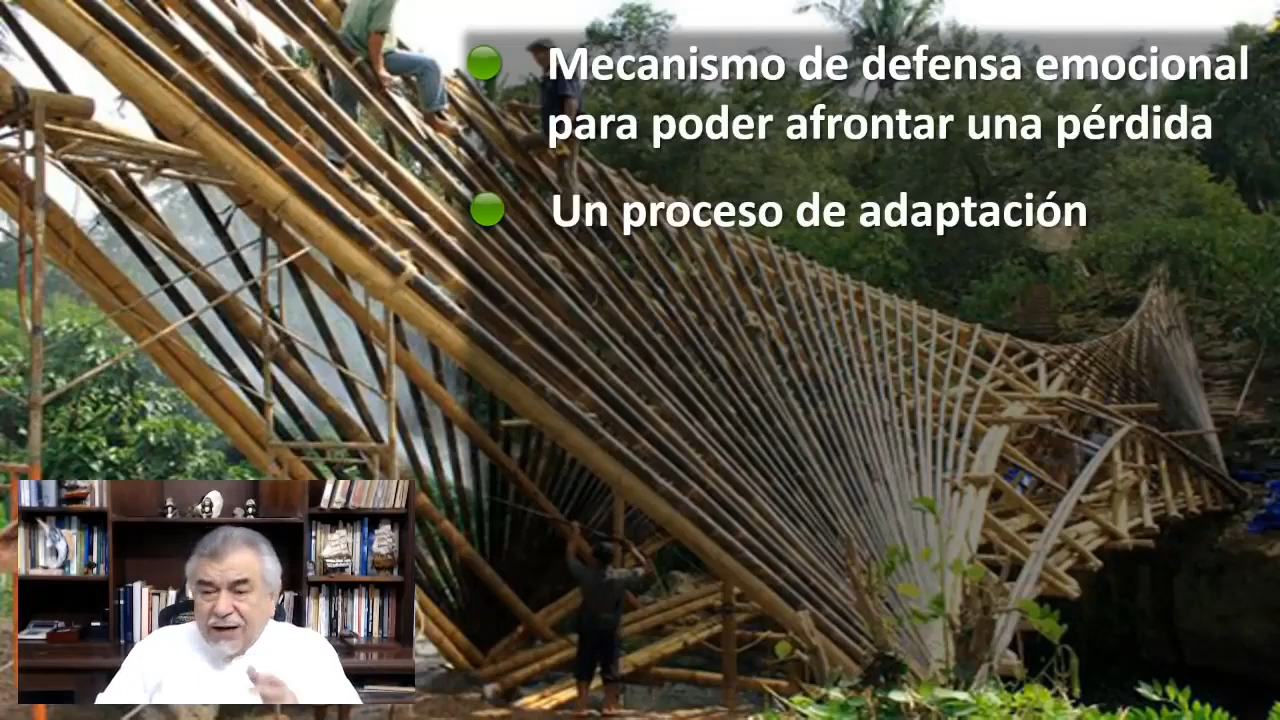 Mecanismo de defensa emocional
para poder afrontar una pérdida
Un proceso de adaptación